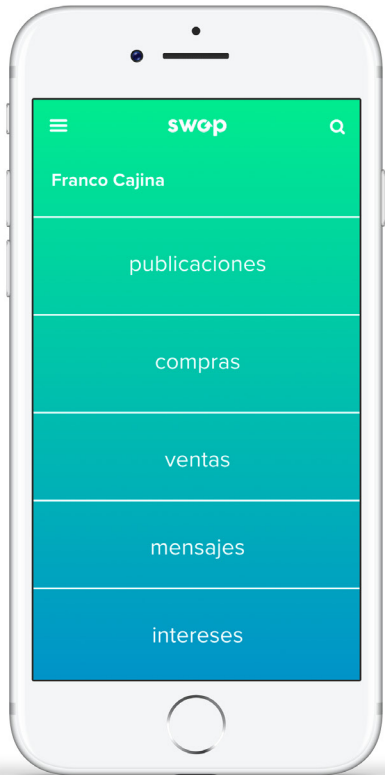 swop
Franco Cajina
publicaciones
compras
ventas
mensajes
intereses